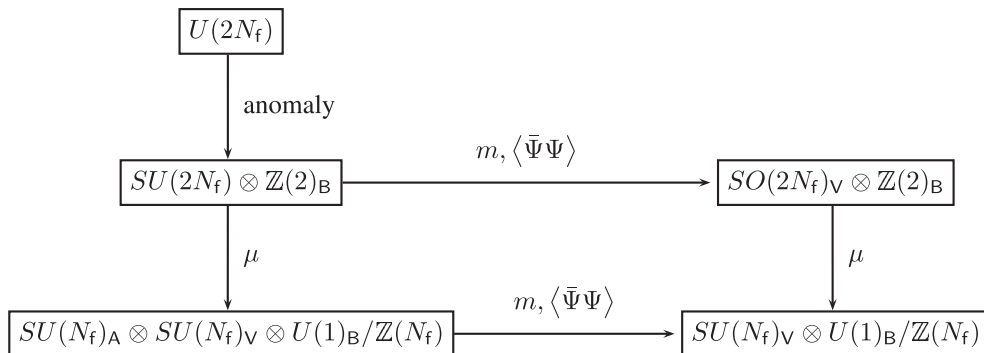 U(2N_f)
anomaly
m, ⟨Ψ̄Ψ⟩
SU(2N_f) ⊗ ℤ(2)_B
SO(2N_f)_V ⊗ ℤ(2)_B
μ
μ
m, ⟨Ψ̄Ψ⟩
SU(N_f)_A ⊗ SU(N_f)_V ⊗ U(1)_B/ℤ(N_f)
SU(N_f)_V ⊗ U(1)_B/ℤ(N_f)